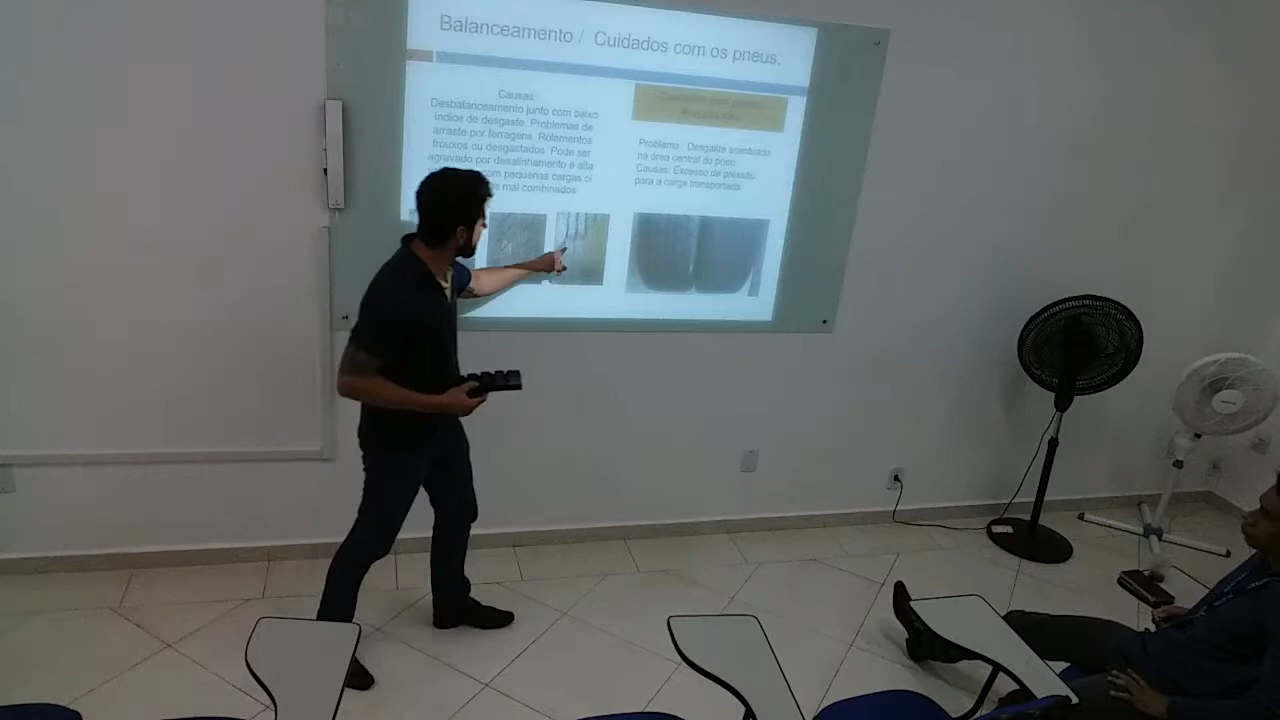 Balanceamento / Cuidados com os pneus.
Causas:
Desbalanceamento junto com baixo
índice de desgaste. Problemas de
arraste por ferragens. Rolamentos
frouxos ou desgastados. Pode ser
agravado por desalinhamento e alta
com pequenas cargas
mal combinados
Problema : Desgaste acentuado
na área central do pneu
Causas: Excesso de pressão
para a carga transportada